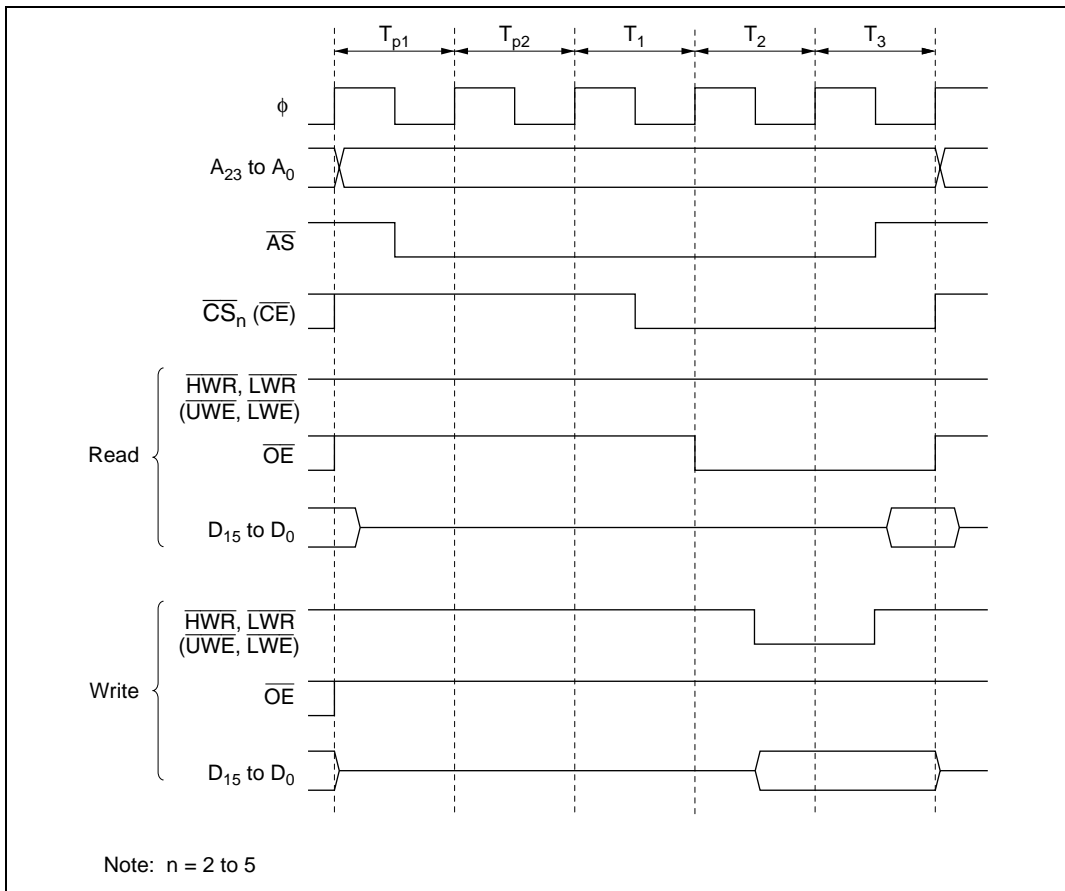 Tp1 Tp2 T1 T2 T3
φ
A23 to A0
AS
CSn (CE)
HWR, LWR
(UWE, LWE)
Read
OE
D15 to D0
HWR, LWR
(UWE, LWE)
Write
OE
D15 to D0
Note: n = 2 to 5